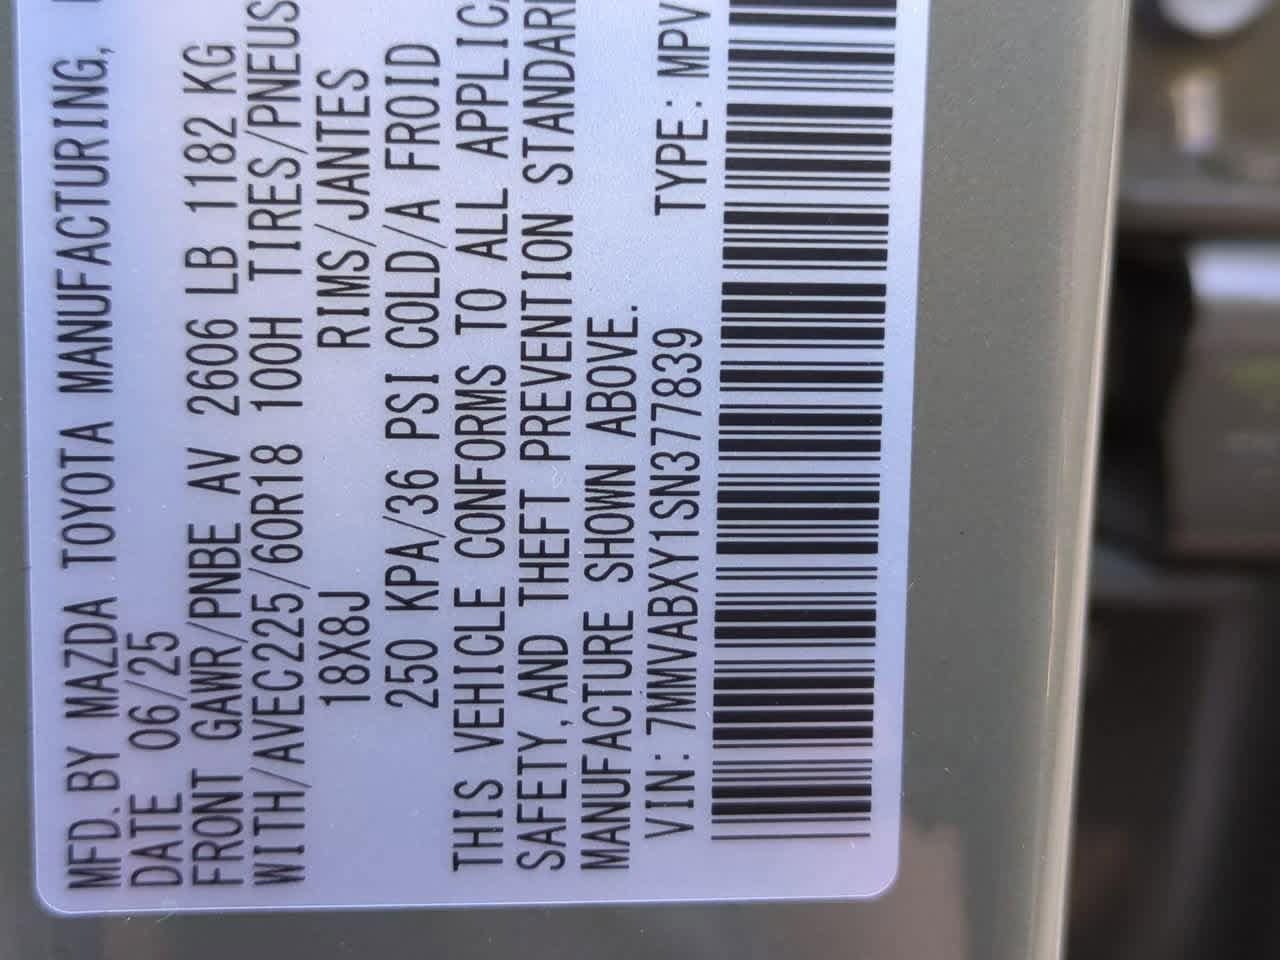 MFD.BY MAZDA TOYOTA MANUFACTURING,
DATE 06/25
FRONT GAWR/PNBE AV 2606 LB 1182 KG
WITH/AVEC225/60R18 100H TIRES/PNEUS
18X8J RIMS/JANTES
250 KPA/36 PSI COLD/A FROID
THIS VEHICLE CONFORMS TO ALL APPLIC
SAFETY,AND THEFT PREVENTION STANDAR
MANUFACTURE SHOWN ABOVE.
VIN:7MMVABXY1SN377839 TYPE:MPV